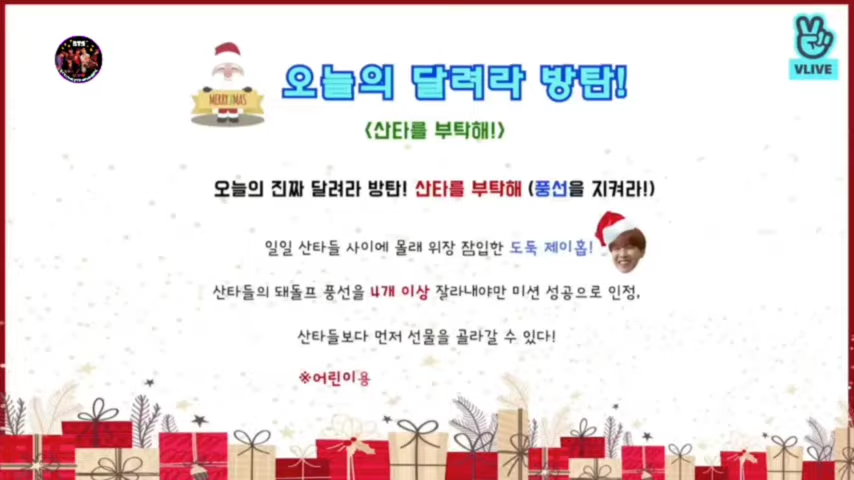 BTS
VLIVE
MERRY XMAS
오늘의 달려라 방탐!
<산타를 부탁해!>
오늘의 진짜 달려라 방탄! 산타를 부탁해 (풍선을 지켜라!)
일일 산타들 사이에 몰래 위장 잠입한 도둑 제이홉!
산타들의 돼돌프 풍선을 4개 이상 잘라내야만 미션 성공으로 인정,
산타들보다 먼저 선물을 골라갈 수 있다!
※어린이용